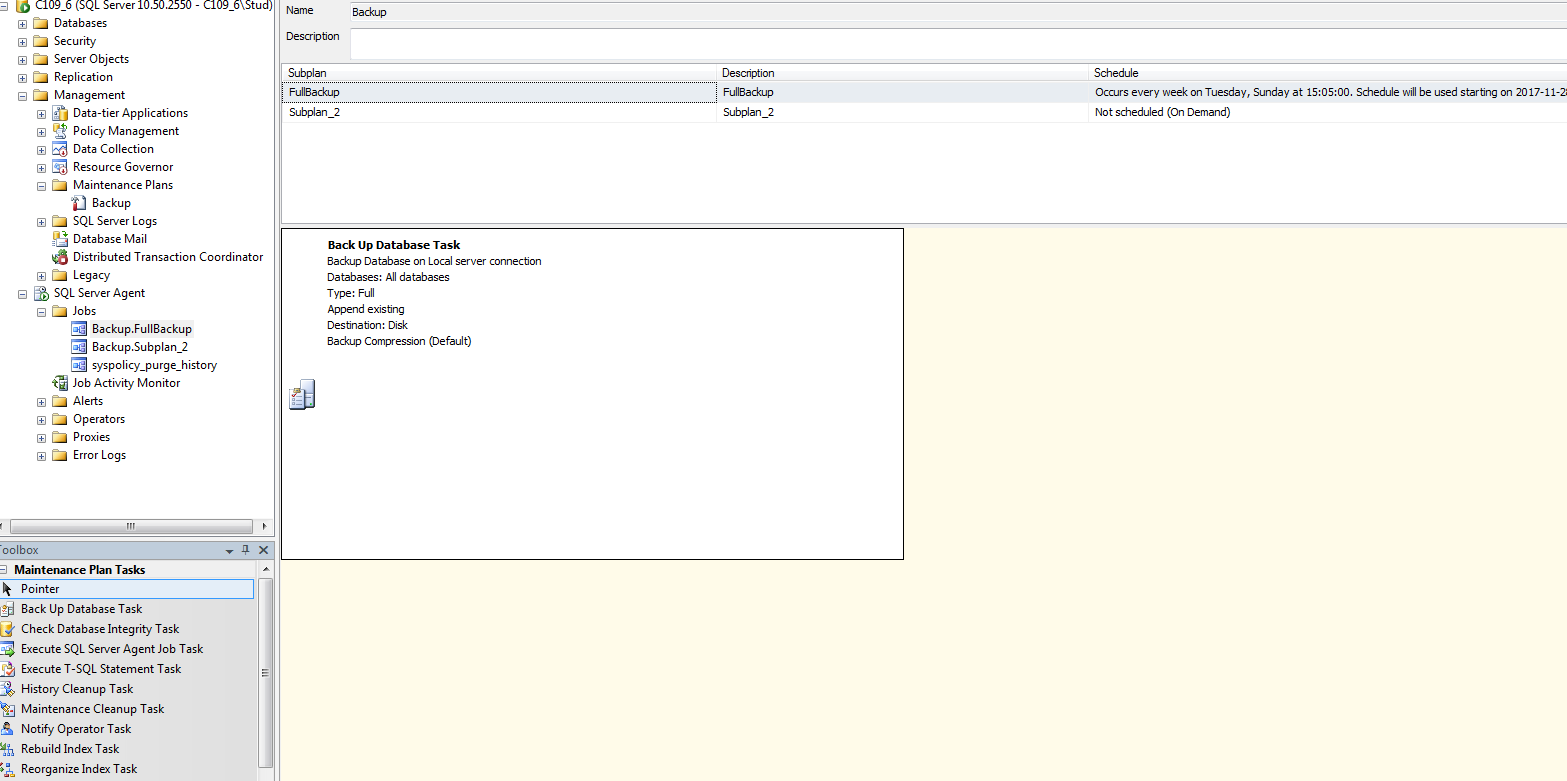 C109_6 (SQL Server 10.50.2550 - C109_6\Stud)
Databases
Security
Server Objects
Replication
Management
Data-tier Applications
Policy Management
Data Collection
Resource Governor
Maintenance Plans
Backup
SQL Server Logs
Database Mail
Distributed Transaction Coordinator
Legacy
SQL Server Agent
Jobs
Backup.FullBackup
Backup.Subplan_2
syspolicy_purge_history
Job Activity Monitor
Alerts
Operators
Proxies
Error Logs
Toolbox
Maintenance Plan Tasks
Pointer
Back Up Database Task
Check Database Integrity Task
Execute SQL Server Agent Job Task
Execute T-SQL Statement Task
History Cleanup Task
Maintenance Cleanup Task
Notify Operator Task
Rebuild Index Task
Reorganize Index Task
Name Backup
Description
Subplan Description Schedule
FullBackup FullBackup Occurs every week on Tuesday, Sunday at 15:05:00. Schedule will be used starting on 2017-11-28
Subplan_2 Subplan_2 Not scheduled (On Demand)
Back Up Database Task
Backup Database on Local server connection
Databases: All databases
Type: Full
Append existing
Destination: Disk
Backup Compression (Default)